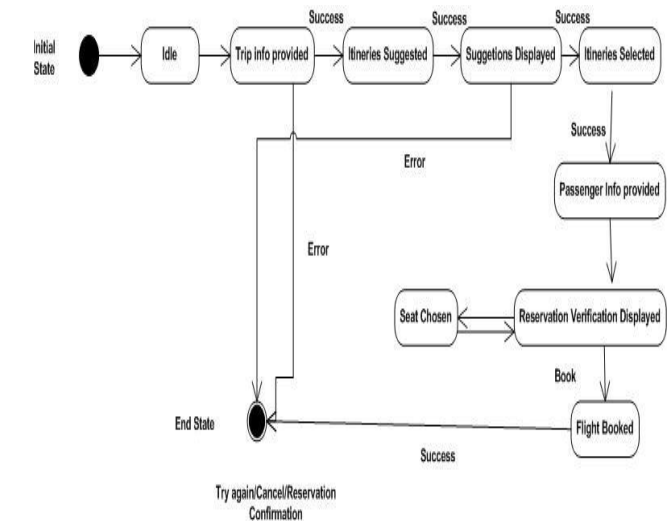 Success
Success
Success
Initial
State
Idle
Trip info provided
Itineries Suggested
Suggetions Displayed
Itineries Selected
Success
Error
Passenger Info provided
Error
Seat Chosen
Reservation Verification Displayed
Book
End State
Flight Booked
Success
Try again/Cancel/Reservation
Confirmation